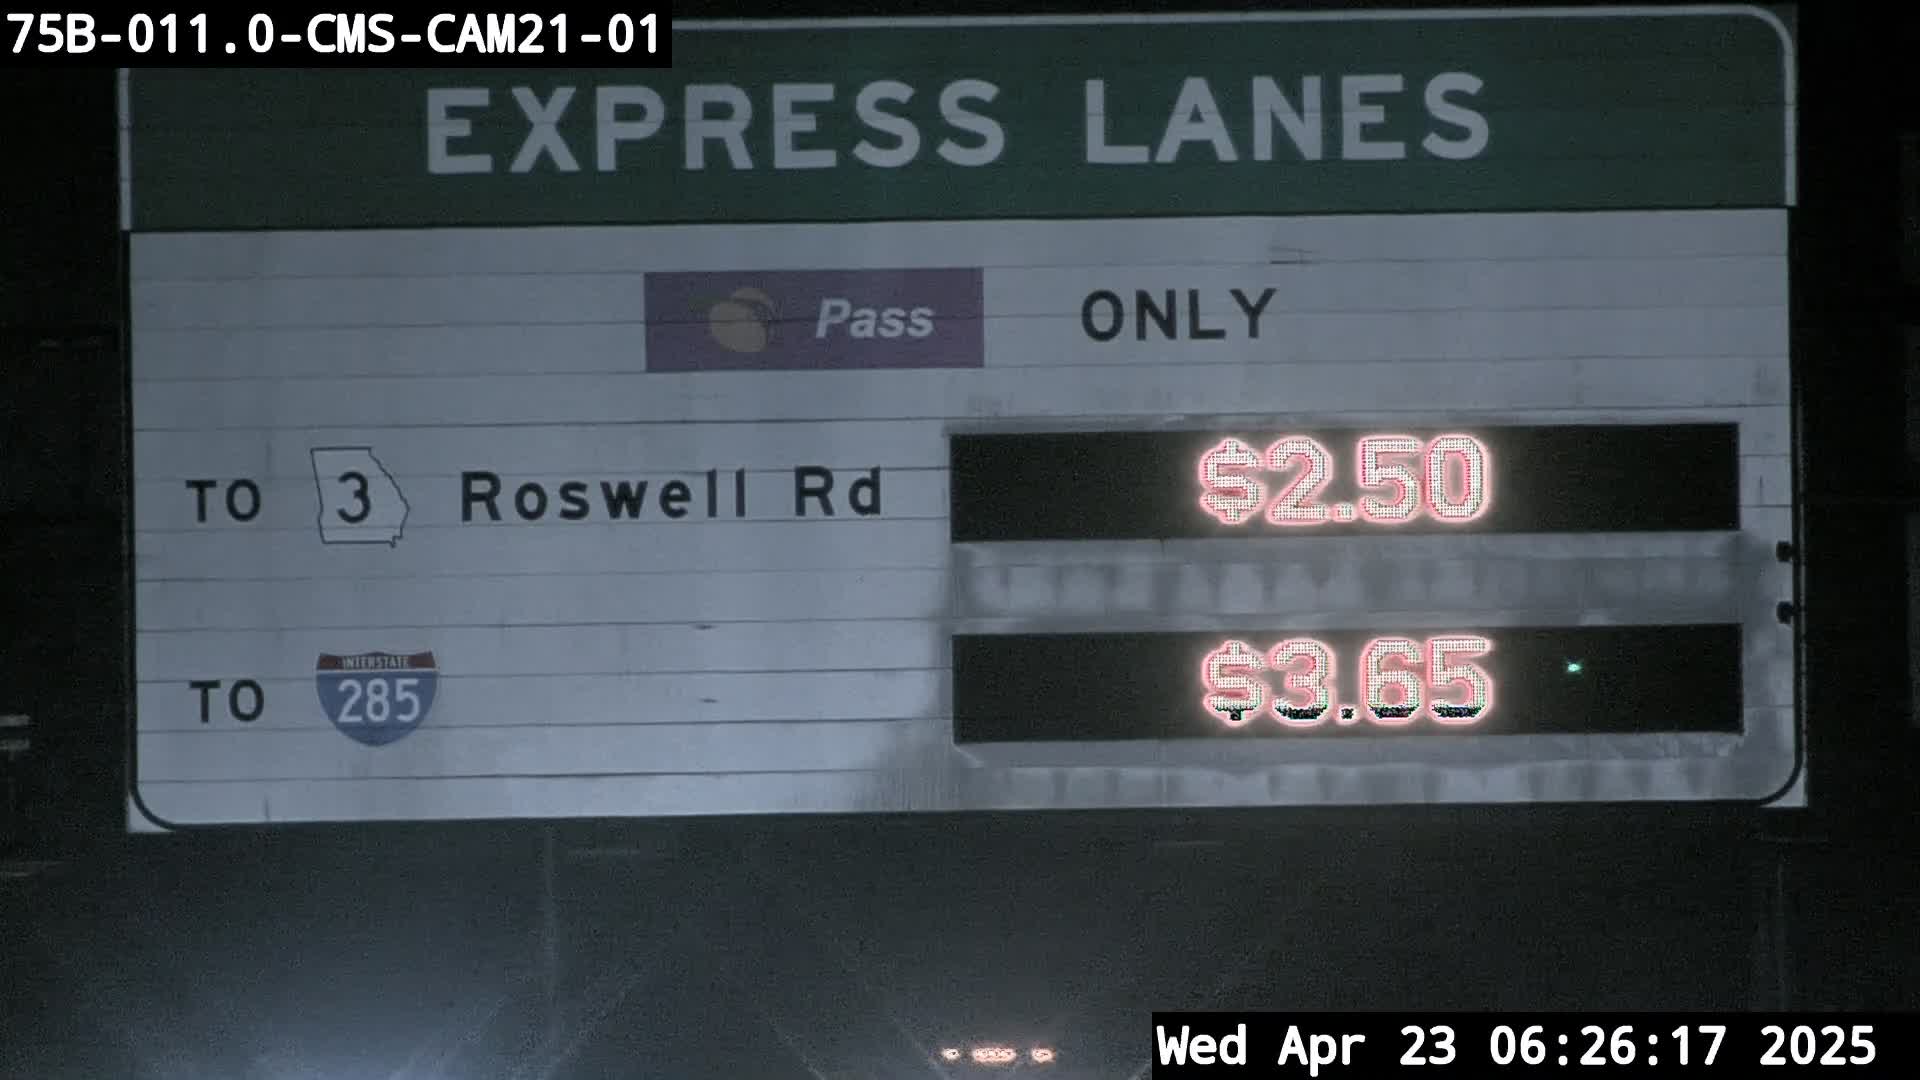 75B-011.0-CMS-CAM21-01
EXPRESS LANES
Pass ONLY
TO 3 Roswell Rd $2.50
TO INTERSTATE 285 $3.65
Wed Apr 23 06:26:17 2025